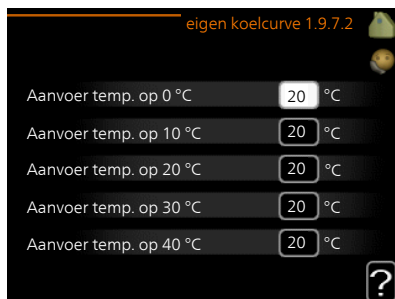 eigen koelcurve 1.9.7.2
Aanvoer temp. op 0 °C 20 °C
Aanvoer temp. op 10 °C 20 °C
Aanvoer temp. op 20 °C 20 °C
Aanvoer temp. op 30 °C 20 °C
Aanvoer temp. op 40 °C 20 °C
?